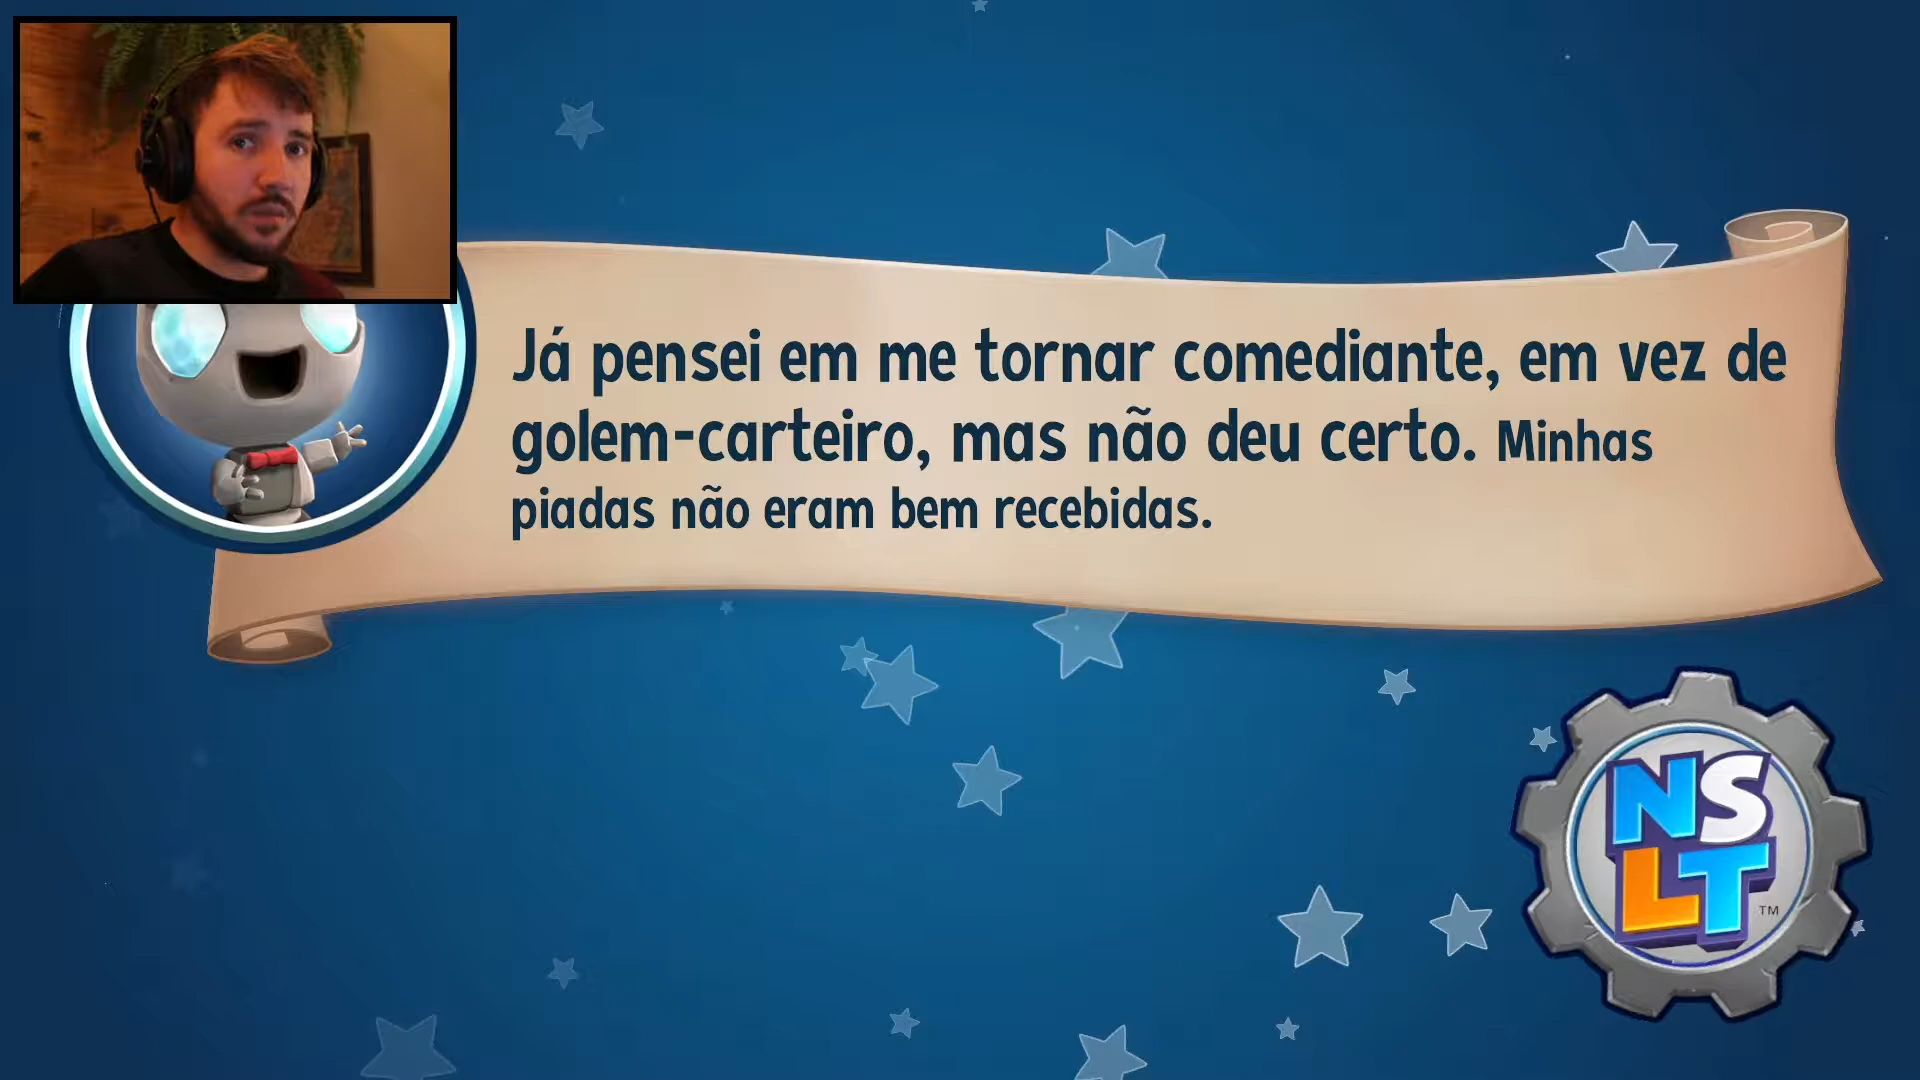 Já pensei em me tornar comediante, em vez de
golem-carteiro, mas não deu certo. Minhas
piadas não eram bem recebidas.
NS
LT
TM